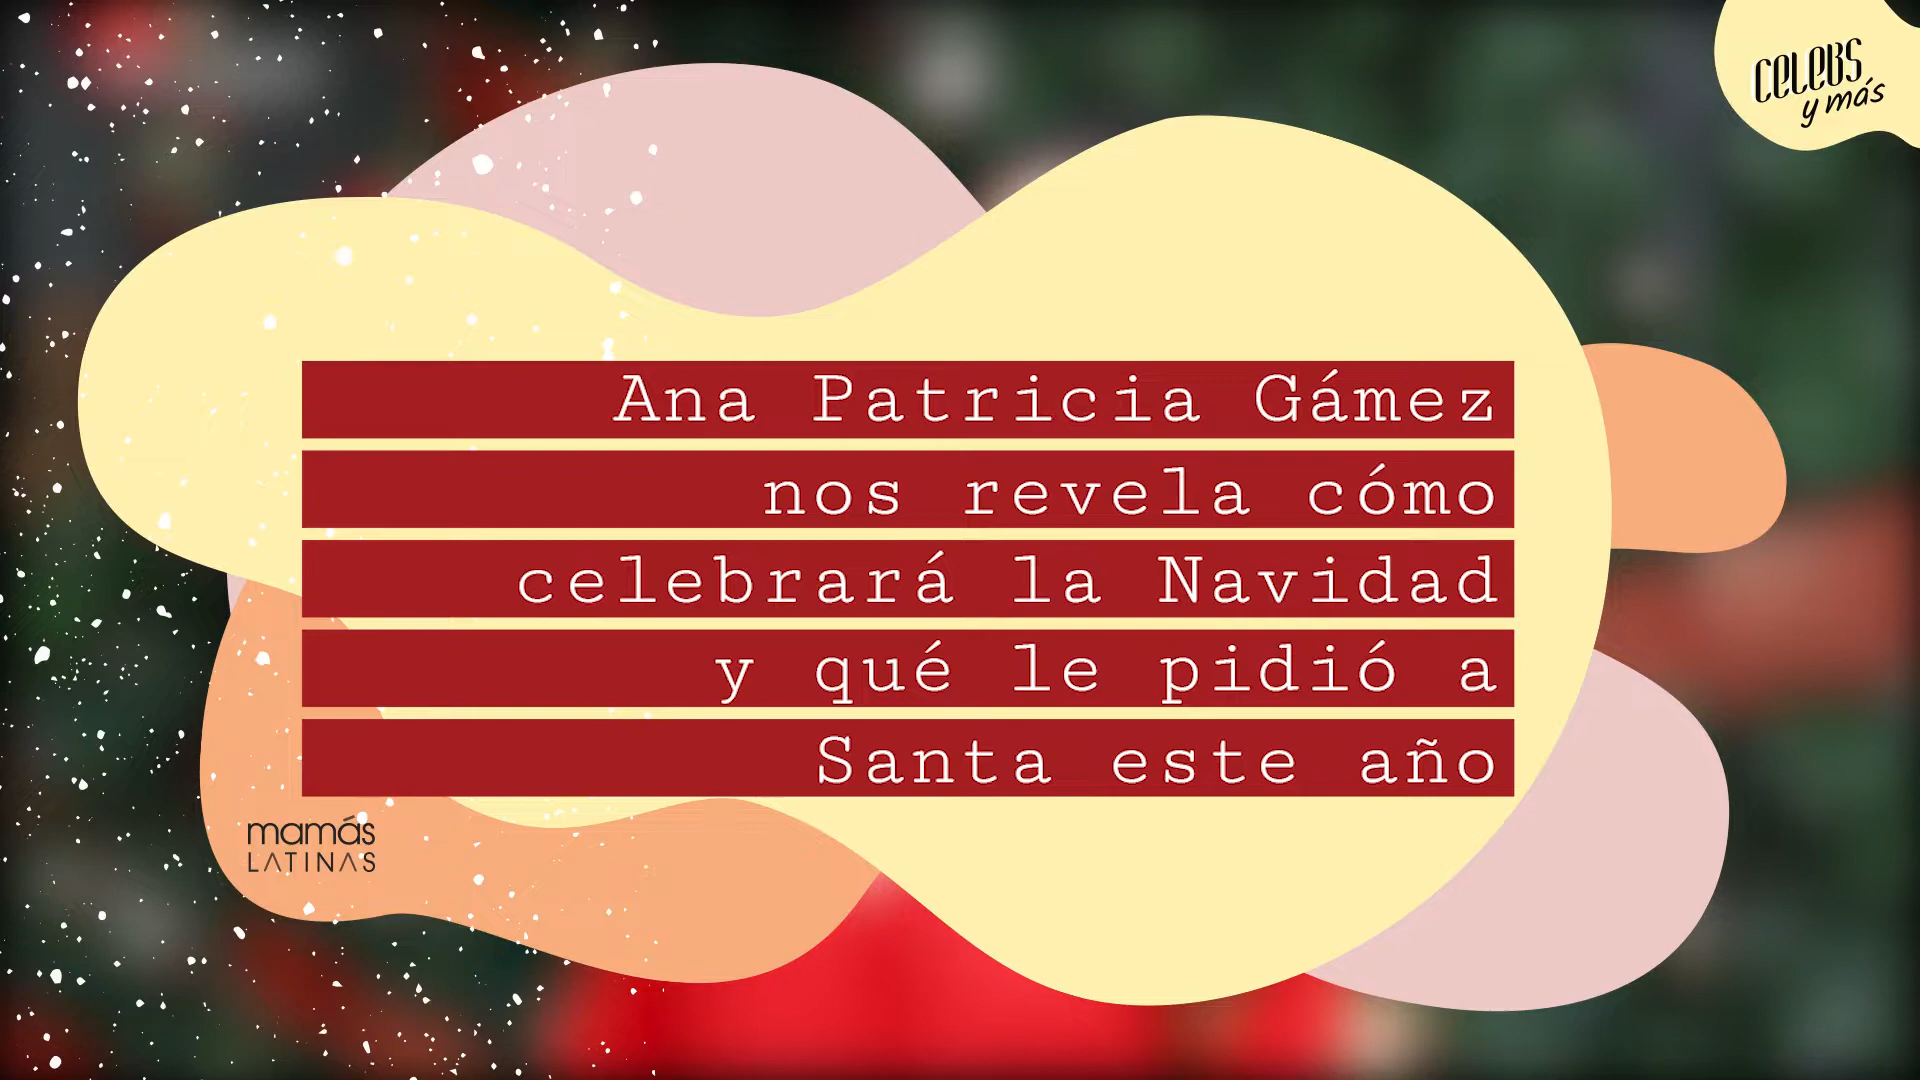 CELEBS
y más
Ana Patricia Gámez
nos revela cómo
celebrará la Navidad
y qué le pidió a
Santa este año
mamás
LATINAS